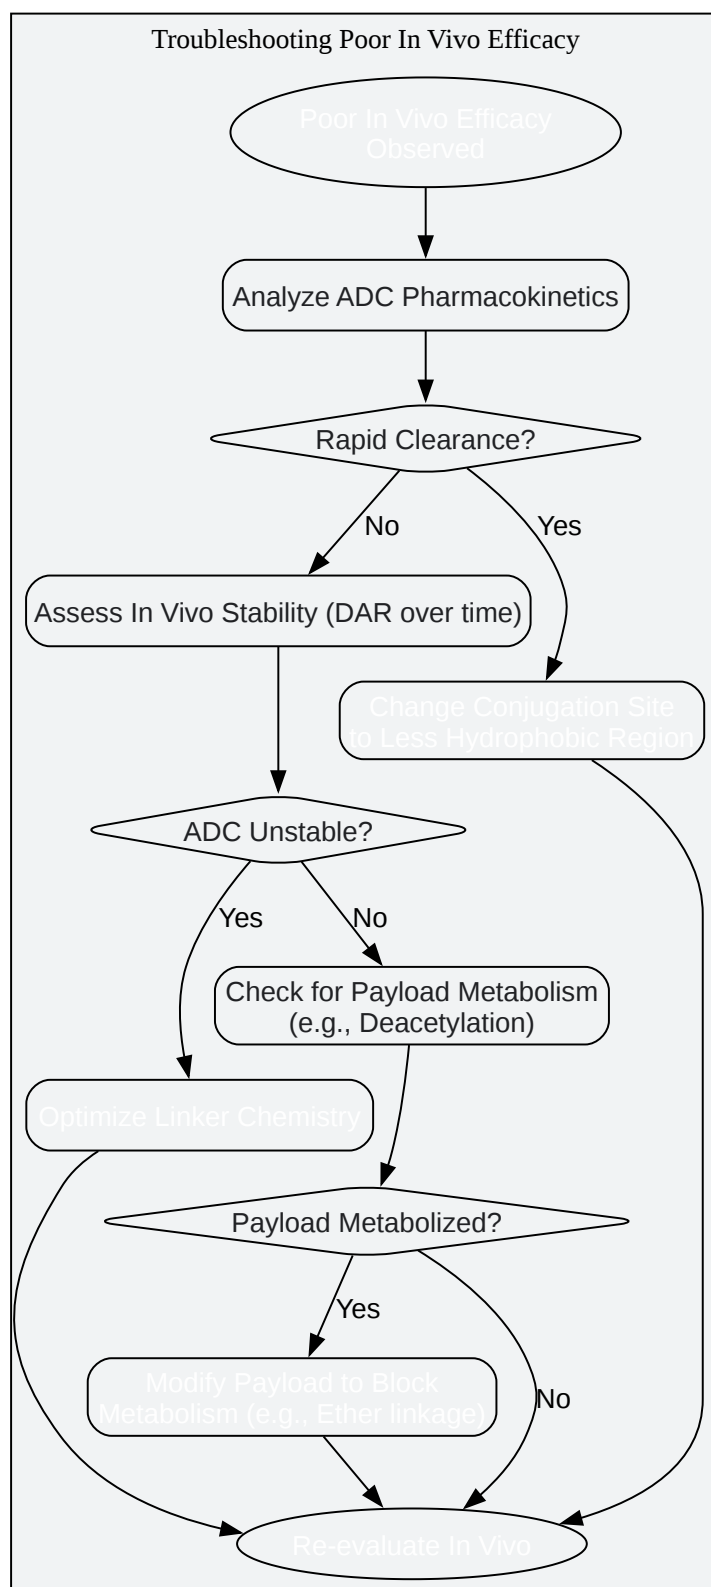 Troubleshooting Poor In Vivo Efficacy
Poor In Vivo Efficacy
Observed
Analyze ADC Pharmacokinetics
Rapid Clearance?
No
Yes
Assess In Vivo Stability (DAR over time)
Change Conjugation Site
to Less Hydrophobic Region
ADC Unstable?
Yes
No
Check for Payload Metabolism
(e.g., Deacetylation)
Optimize Linker Chemistry
Payload Metabolized?
Yes
Modify Payload to Block
Metabolism (e.g., Ether linkage)
No
Re-evaluate In Vivo